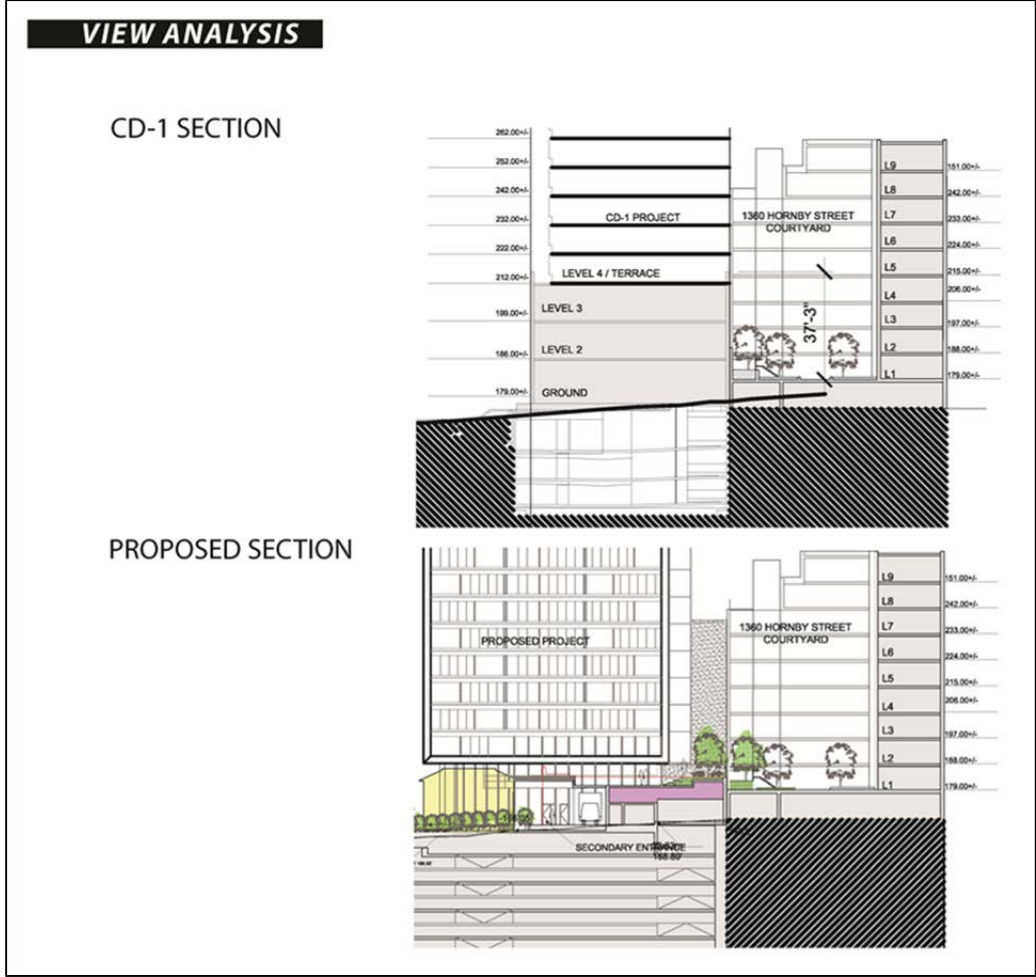 VIEW ANALYSIS
CD-1 SECTION
262.00+/-
252.00+/-
242.00+/-
232.00+/-
222.00+/-
212.00+/-
199.00+/-
186.00+/-
179.00+/-
CD-1 PROJECT
LEVEL 4 / TERRACE
LEVEL 3
LEVEL 2
GROUND
1360 HORNBY STREET
COURTYARD
37'-3"
L9
L8
L7
L6
L5
L4
L3
L2
L1
151.00+/-
242.00+/-
233.00+/-
224.00+/-
215.00+/-
206.00+/-
197.00+/-
188.00+/-
179.00+/-
PROPOSED SECTION
PROPOSED PROJECT
1360 HORNBY STREET
COURTYARD
L9
L8
L7
L6
L5
L4
L3
L2
L1
151.00+/-
242.00+/-
233.00+/-
224.00+/-
215.00+/-
206.00+/-
197.00+/-
188.00+/-
179.00+/-
SECONDARY ENTRANCE